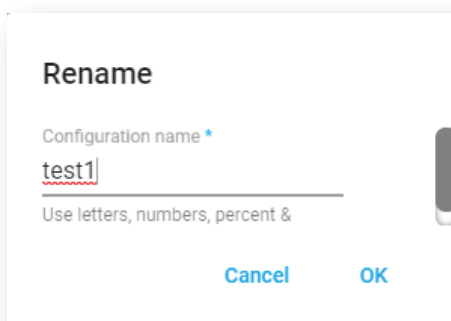 Rename
Configuration name *
test1
Use letters, numbers, percent &
Cancel OK